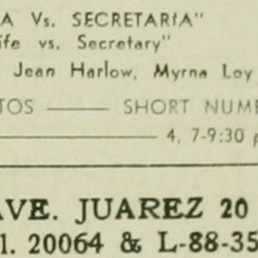 A Vs. SECRETARIA"
ife vs. Secretary"
Jean Harlow, Myrna Loy
TOS —— SHORT NUME
4, 7-9:30 p
AVE. JUAREZ 20
l. 20064 & L-88-35